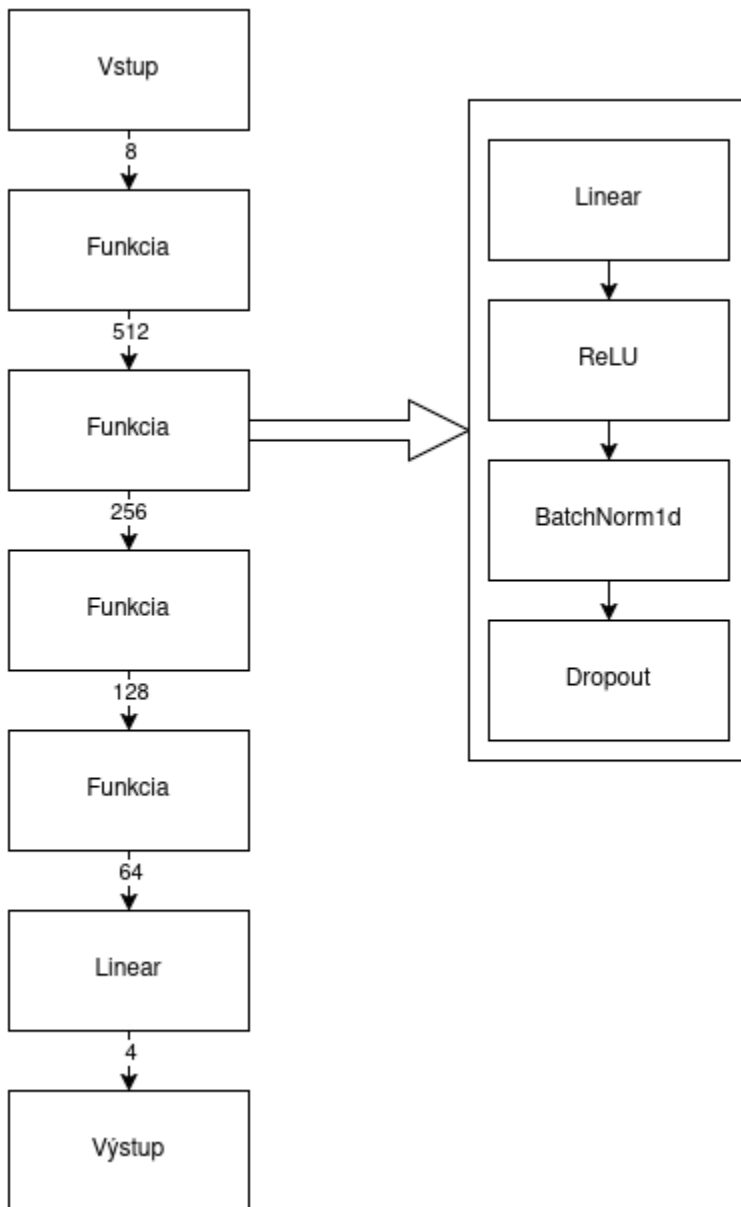 Vstup
8
Funkcia
512
Funkcia
256
Funkcia
128
Funkcia
64
Linear
4
Výstup
Linear
ReLU
BatchNorm1d
Dropout